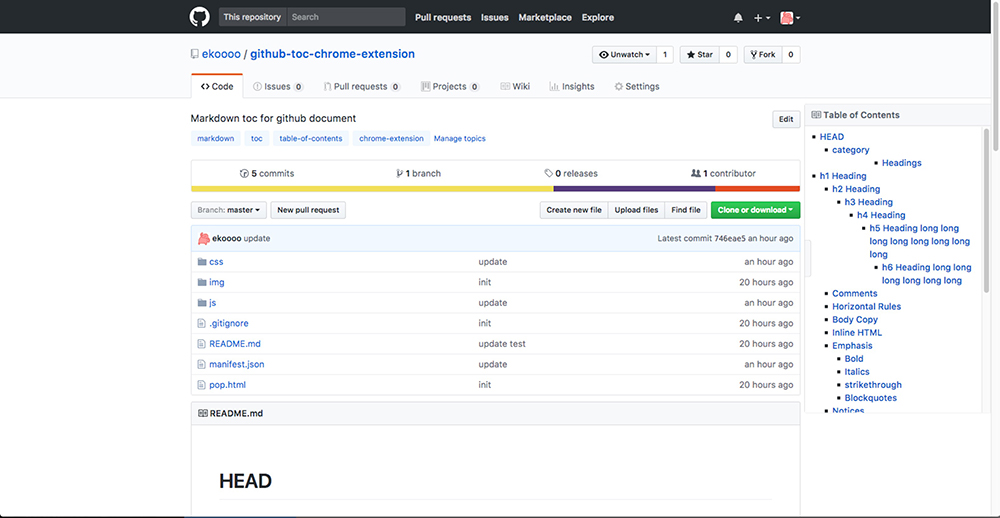 This repository Search Pull requests Issues Marketplace Explore
ekoooo / github-toc-chrome-extension
Unwatch 1 Star 0 Fork 0
Code Issues 0 Pull requests 0 Projects 0 Wiki Insights Settings
Markdown toc for github document
Edit
markdown toc table-of-contents chrome-extension Manage topics
5 commits 1 branch 0 releases 1 contributor
Branch: master New pull request Create new file Upload files Find file Clone or download
ekoooo update Latest commit 746eae5 an hour ago
css update an hour ago
img init 20 hours ago
js update an hour ago
.gitignore init 20 hours ago
README.md update test 20 hours ago
manifest.json update an hour ago
pop.html init 20 hours ago
README.md
HEAD
Table of Contents
HEAD
category
Headings
h1 Heading
h2 Heading
h3 Heading
h4 Heading
h5 Heading long long
long long long long long
long
h6 Heading long long
long long long long
Comments
Horizontal Rules
Body Copy
Inline HTML
Emphasis
Bold
Italics
strikethrough
Blockquotes
Notices